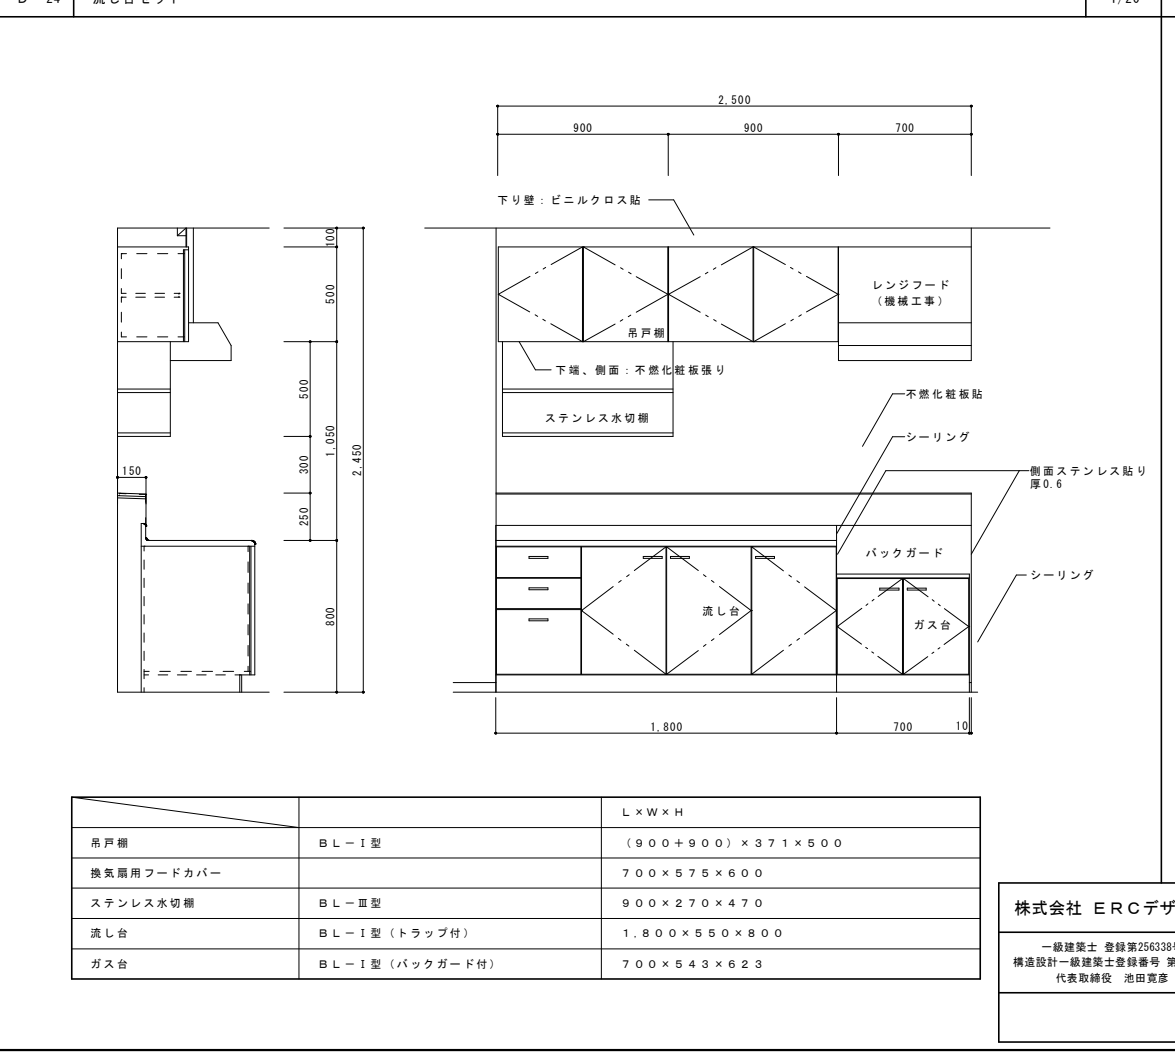 2,500
900
900
700
下り壁：ビニルクロス貼
100
500
レンジフード
（機械工事）
吊戸棚
下端、側面：不燃化粧板張り
500
不燃化粧板貼
ステンレス水切棚
シーリング
1,050
2,450
300
150
側面ステンレス貼り
厚0.6
250
バックガード
シーリング
800
流し台
ガス台
1,800
700
10
L×W×H
吊戸棚 BL－Ⅰ型 （900＋900）×371×500
換気扇用フードカバー 700×575×600
ステンレス水切棚 BL－Ⅲ型 900×270×470
流し台 BL－Ⅰ型（トラップ付） 1,800×550×800
ガス台 BL－Ⅰ型（バックガード付） 700×543×623
株式会社 ERCデザ
一級建築士 登録第256338
構造設計一級建築士登録番号 第
代表取締役 池田寛彦